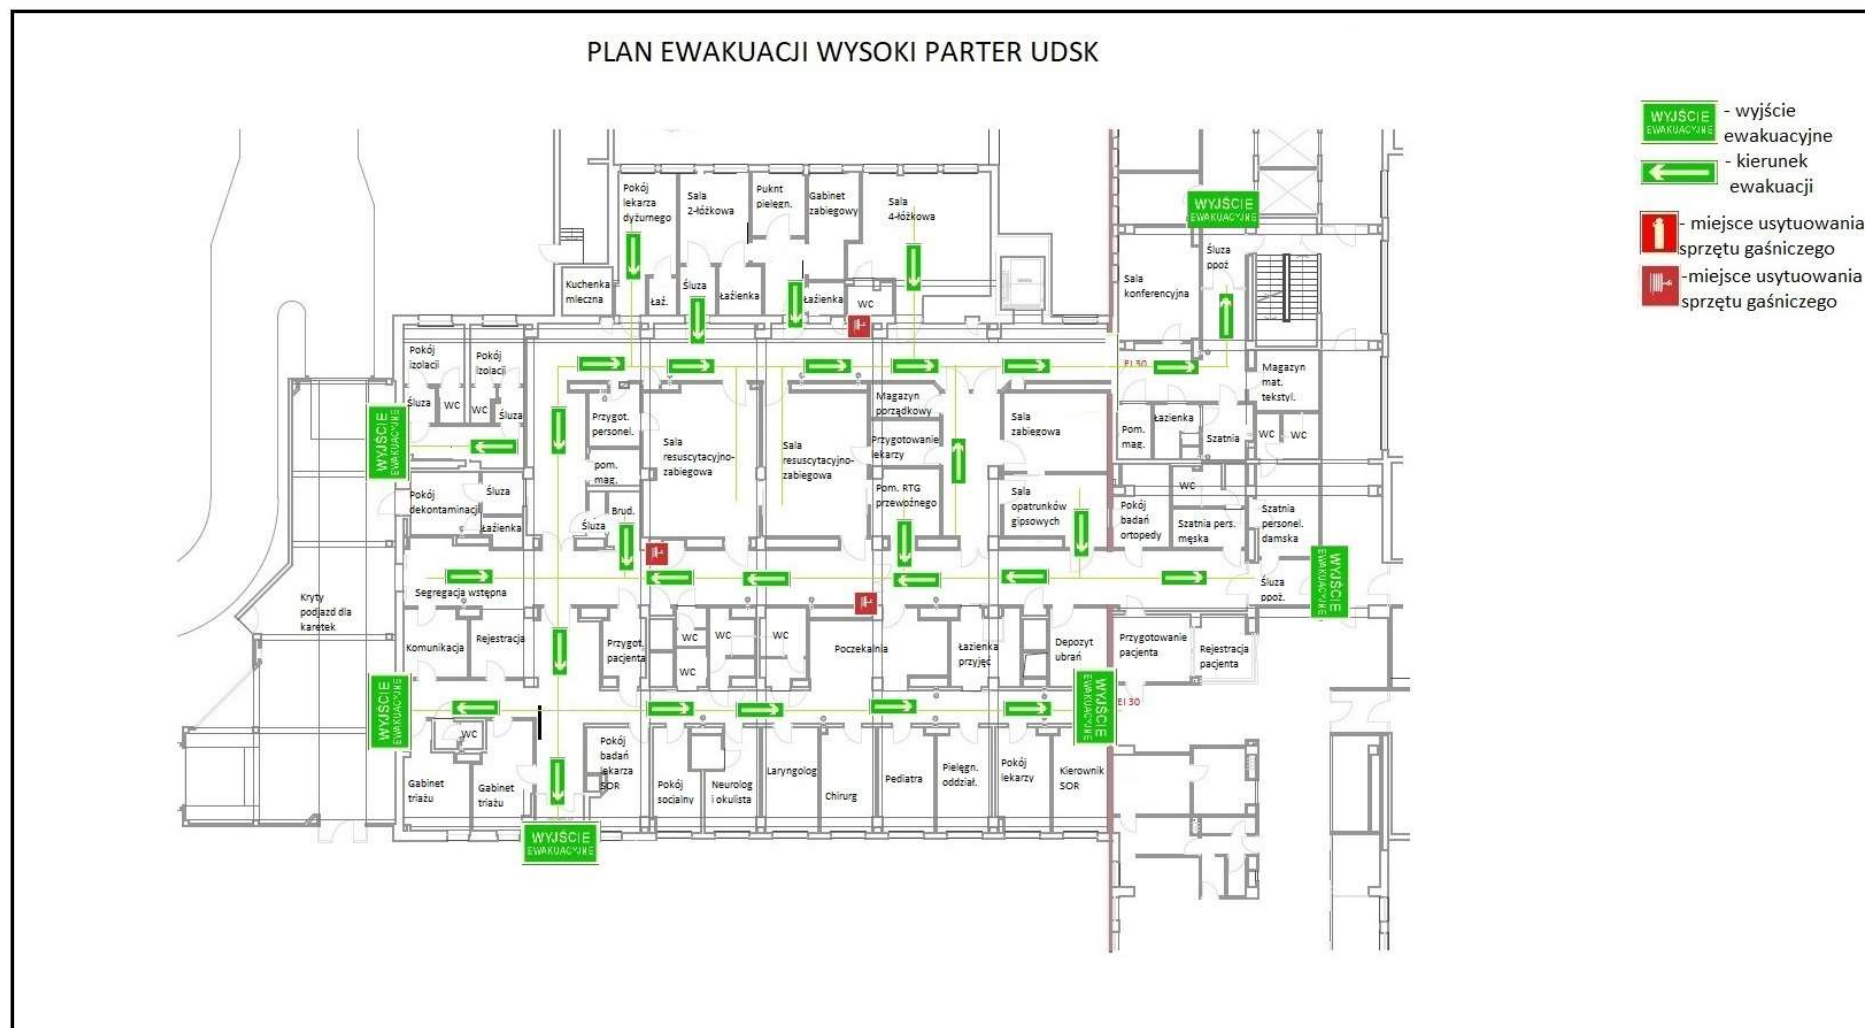 PLAN EWAKUACJI WYSOKI PARTER UDSK
WYJŚCIE
EWAKUACYJNE
- wyjście
ewakuacyjne
- kierunek
ewakuacji
- miejsce usytuowania
sprzętu gaśniczego
-miejsce usytuowania
sprzętu gaśniczego
Pokój
lekarza
dyżurnego
Sala
2-łóżkowa
Puknt
pielęgn.
Gabinet
zabiegowy
Sala
4-łóżkowa
WYJŚCIE
EWAKUACYJNE
Śluza
ppoż
Sala
konferencyjna
Kuchenka
mleczna
Łaź.
Śluza
Łazienka
Łazienka
WC
Pokój
izolacji
Pokój
izolacji
Śluza
WC
WC
Śluza
EI 30
Magazyn
mat.
tekstyl.
WYJŚCIE
EWAKUACYJNE
Przygot.
personel.
Sala
resuscytacyjno-
zabiegowa
Sala
resuscytacyjno-
zabiegowa
Magazyn
porządkowy
Przygotowanie
lekarzy
Sala
zabiegowa
Pom.
mag.
Łazienka
Szatnia
WC
WC
pom.
mag.
Pokój
dekontaminacji
Śluza
Łazienka
Śluza
Brud.
Pom. RTG
przewoźnego
Sala
opatrunków
gipsowych
Pokój
badań
ortopedy
WC
Szatnia pers.
męska
Szatnia
personel.
damska
Śluza
ppoż.
WYJŚCIE
EWAKUACYJNE
Segregacja wstępna
Kryty
podjazd dla
karetek
Komunikacja
Rejestracja
Przygot.
pacjenta
WC
WC
WC
WC
Poczekalnia
Łazienka
przyjęć
Depozyt
ubrań
Przygotowanie
pacjenta
Rejestracja
pacjenta
WYJŚCIE
EWAKUACYJNE
WYJŚCIE
EWAKUACYJNE
EI 30
WC
Gabinet
triażu
Gabinet
triażu
Pokój
badań
lekarza
SOR
Pokój
socjalny
Neurolog
i okulista
Laryngolog
Chirurg
Pediatra
Pielęgn.
oddział.
Pokój
lekarzy
Kierownik
SOR
WYJŚCIE
EWAKUACYJNE